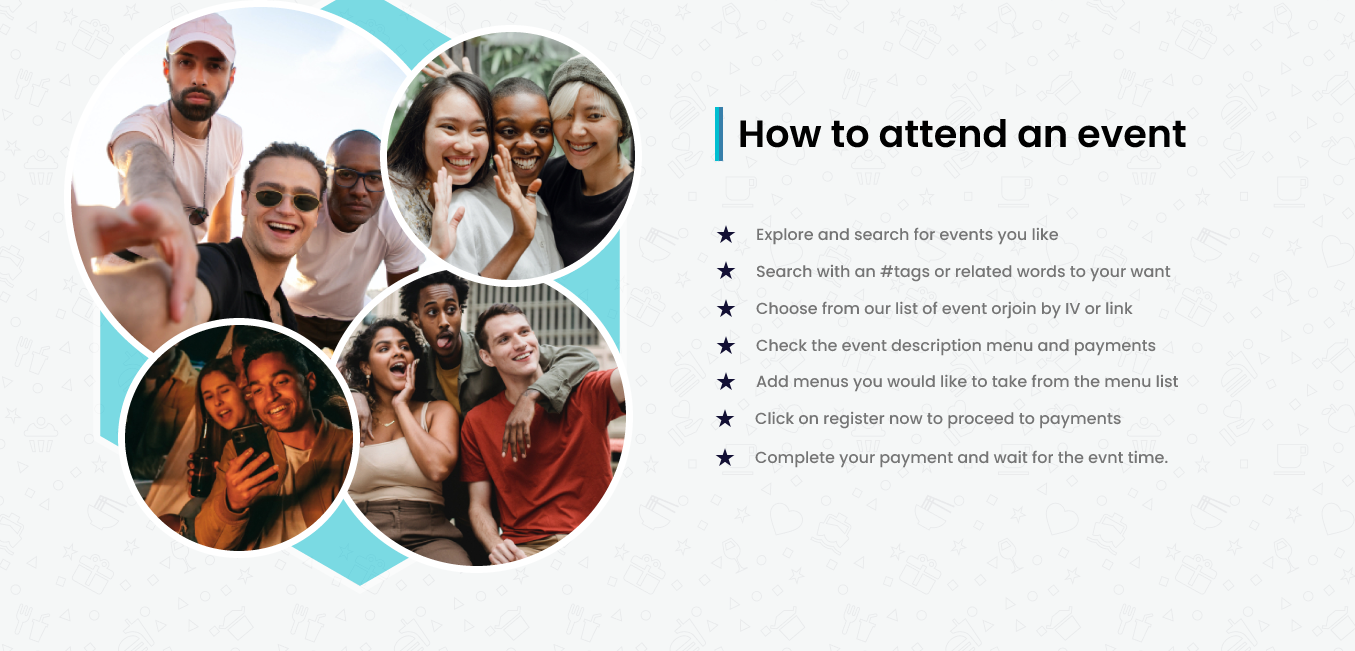 How to attend an event
Explore and search for events you like
Search with an #tags or related words to your want
Choose from our list of event orjoin by IV or link
Check the event description menu and payments
Add menus you would like to take from the menu list
Click on register now to proceed to payments
Complete your payment and wait for the evnt time.